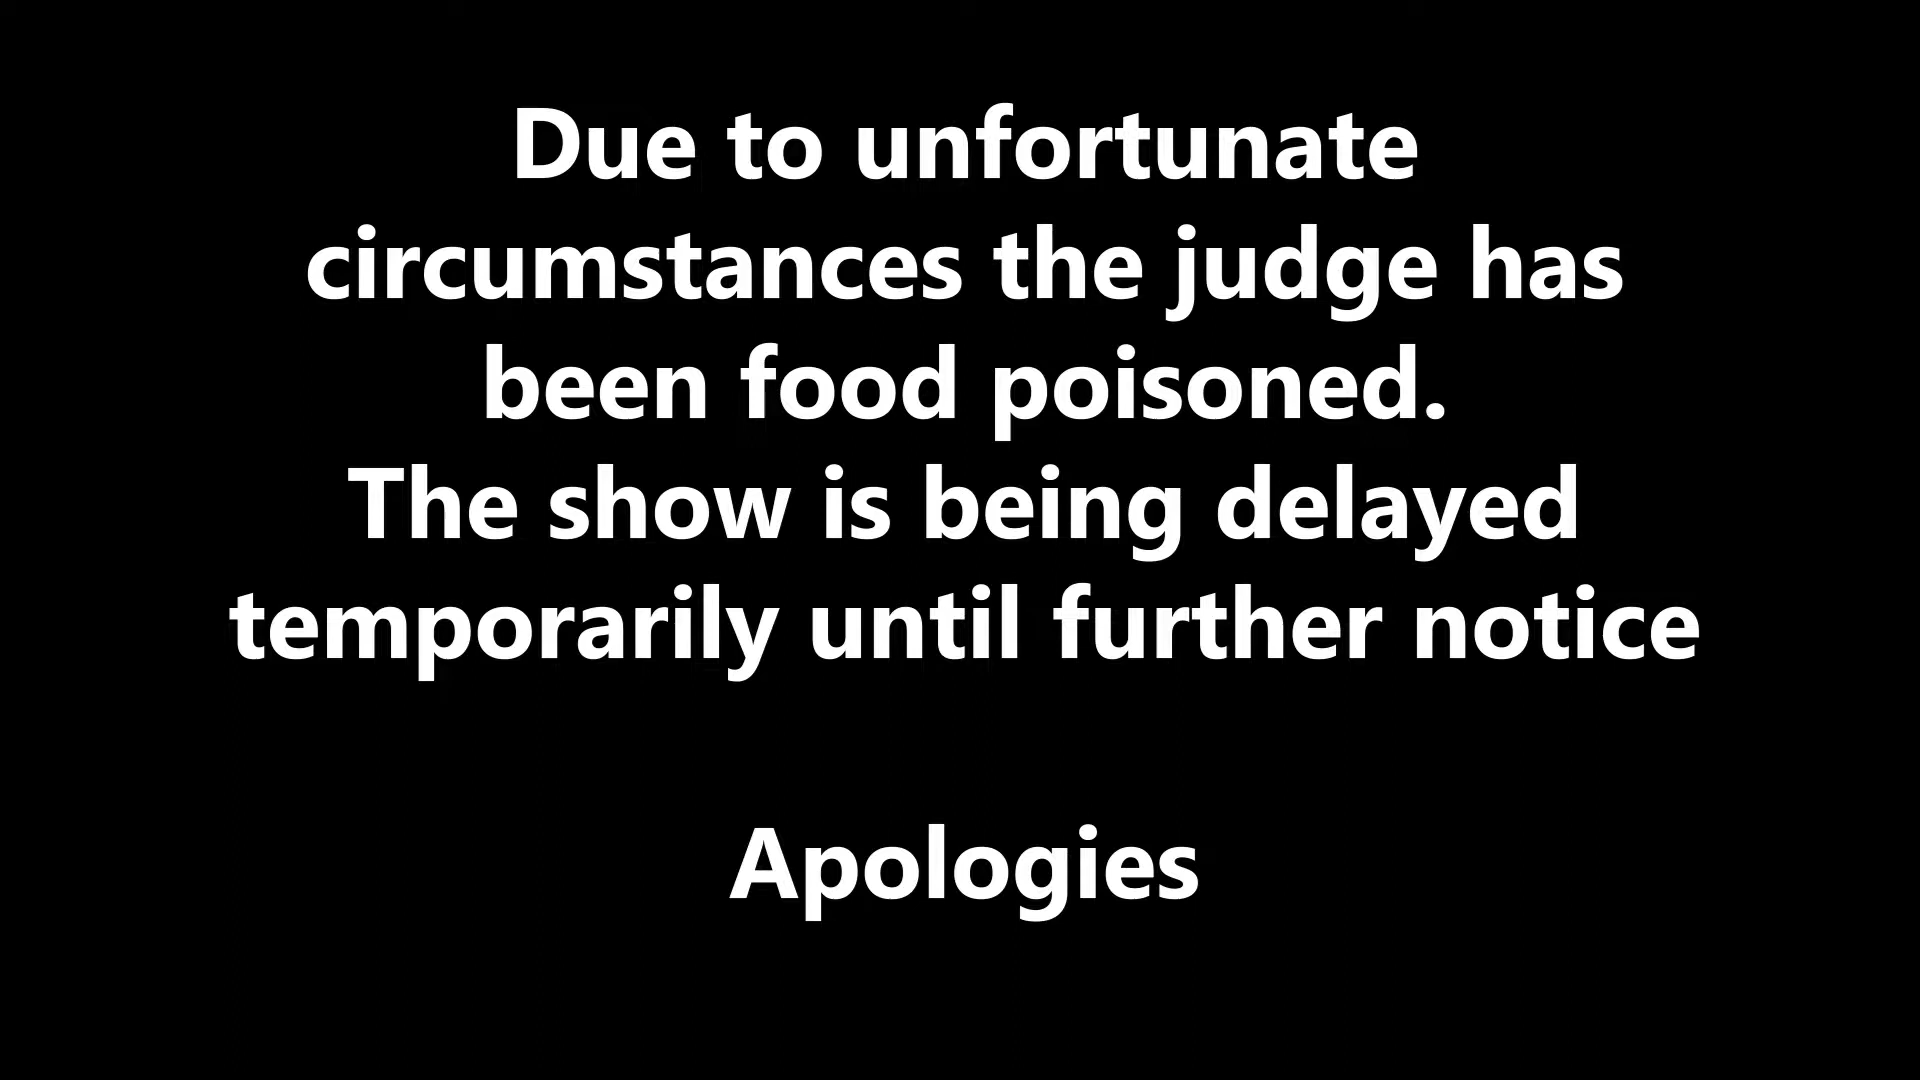 Due to unfortunate
circumstances the judge has
been food poisoned.
The show is being delayed
temporarily until further notice
Apologies